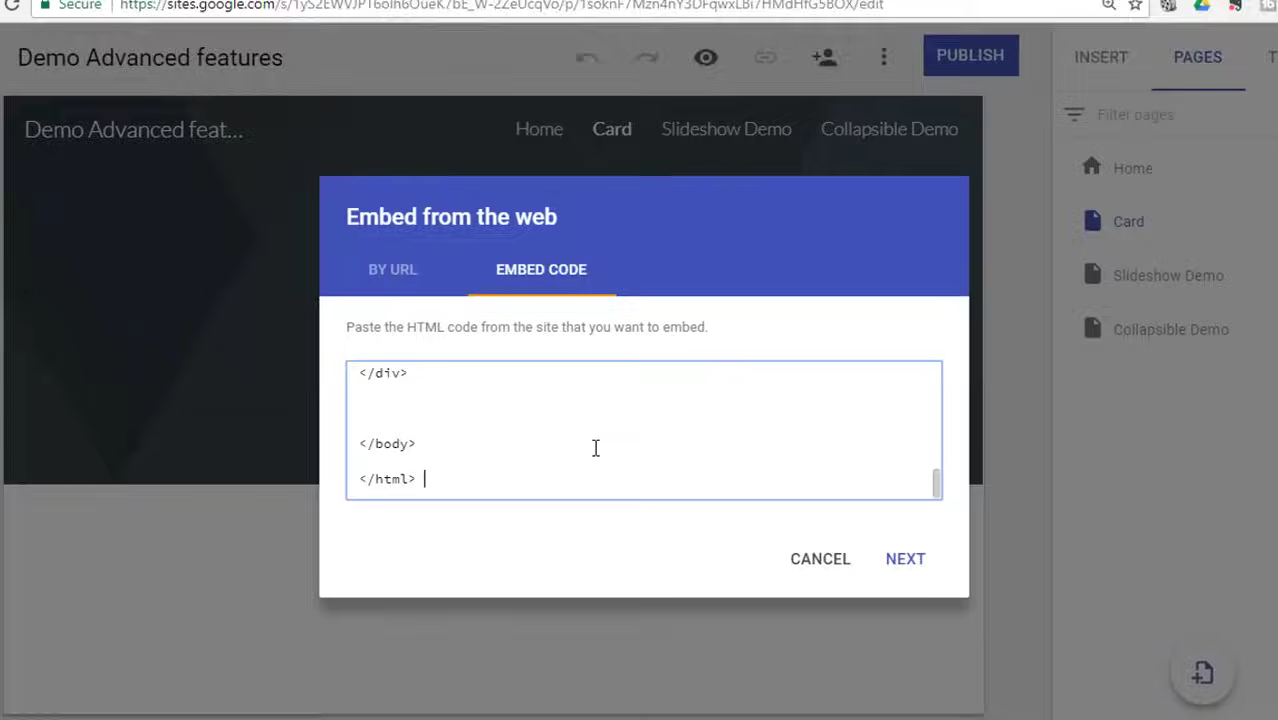 Secure
Demo Advanced features
PUBLISH
INSERT
PAGES
T
Filter pages
Demo Advanced feat...
Home
Card
Slideshow Demo
Collapsible Demo
Home
Card
Slideshow Demo
Collapsible Demo
Embed from the web
BY URL
EMBED CODE
Paste the HTML code from the site that you want to embed.
</div>
</body>
</html>
CANCEL
NEXT